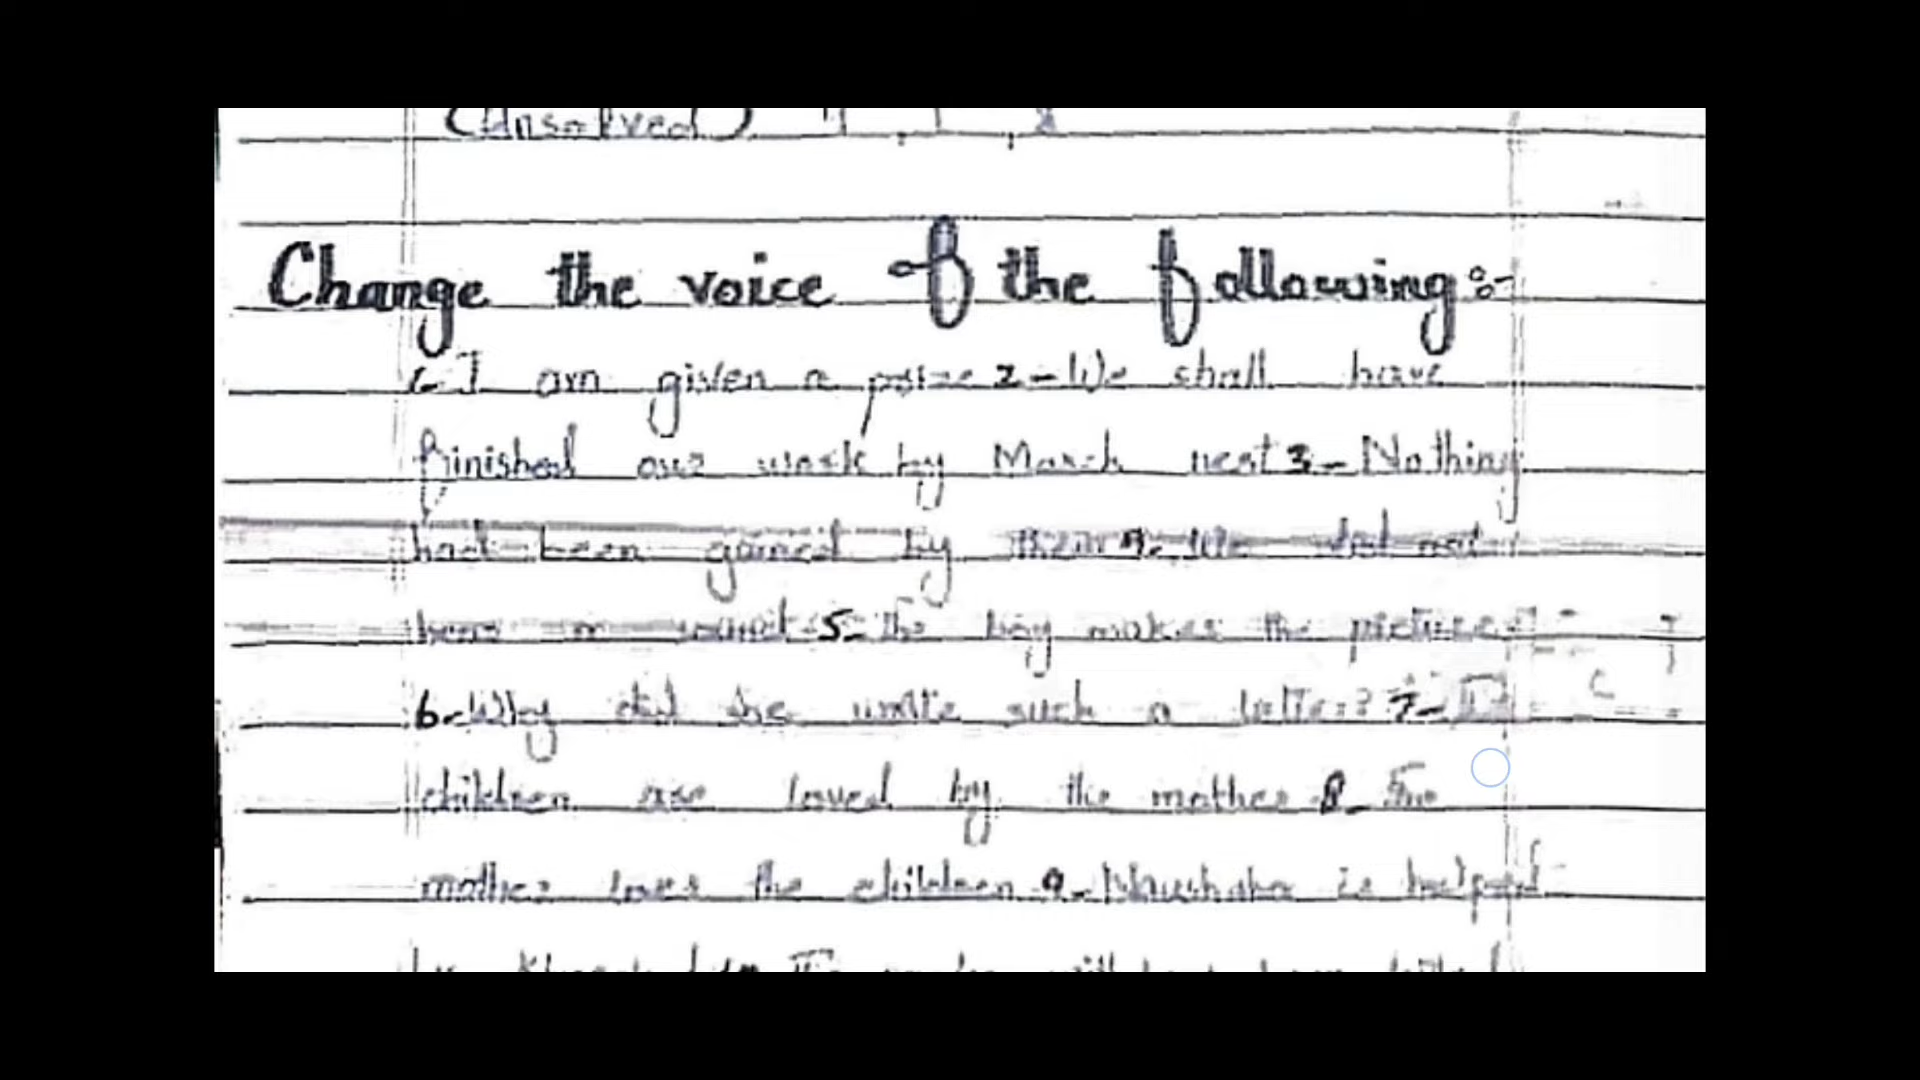 (Unsolved)
Change the voice of the following:-
1- I am given a prize 2- We shall have
finished our work by March next 3- Nothing
had been gained by them 4- We did not
hear a sound 5- The boy makes the picture
6- Why did she write such a letter? 7- The
children are loved by the mother 8- The
mother loves the children 9- Naushaba is helped